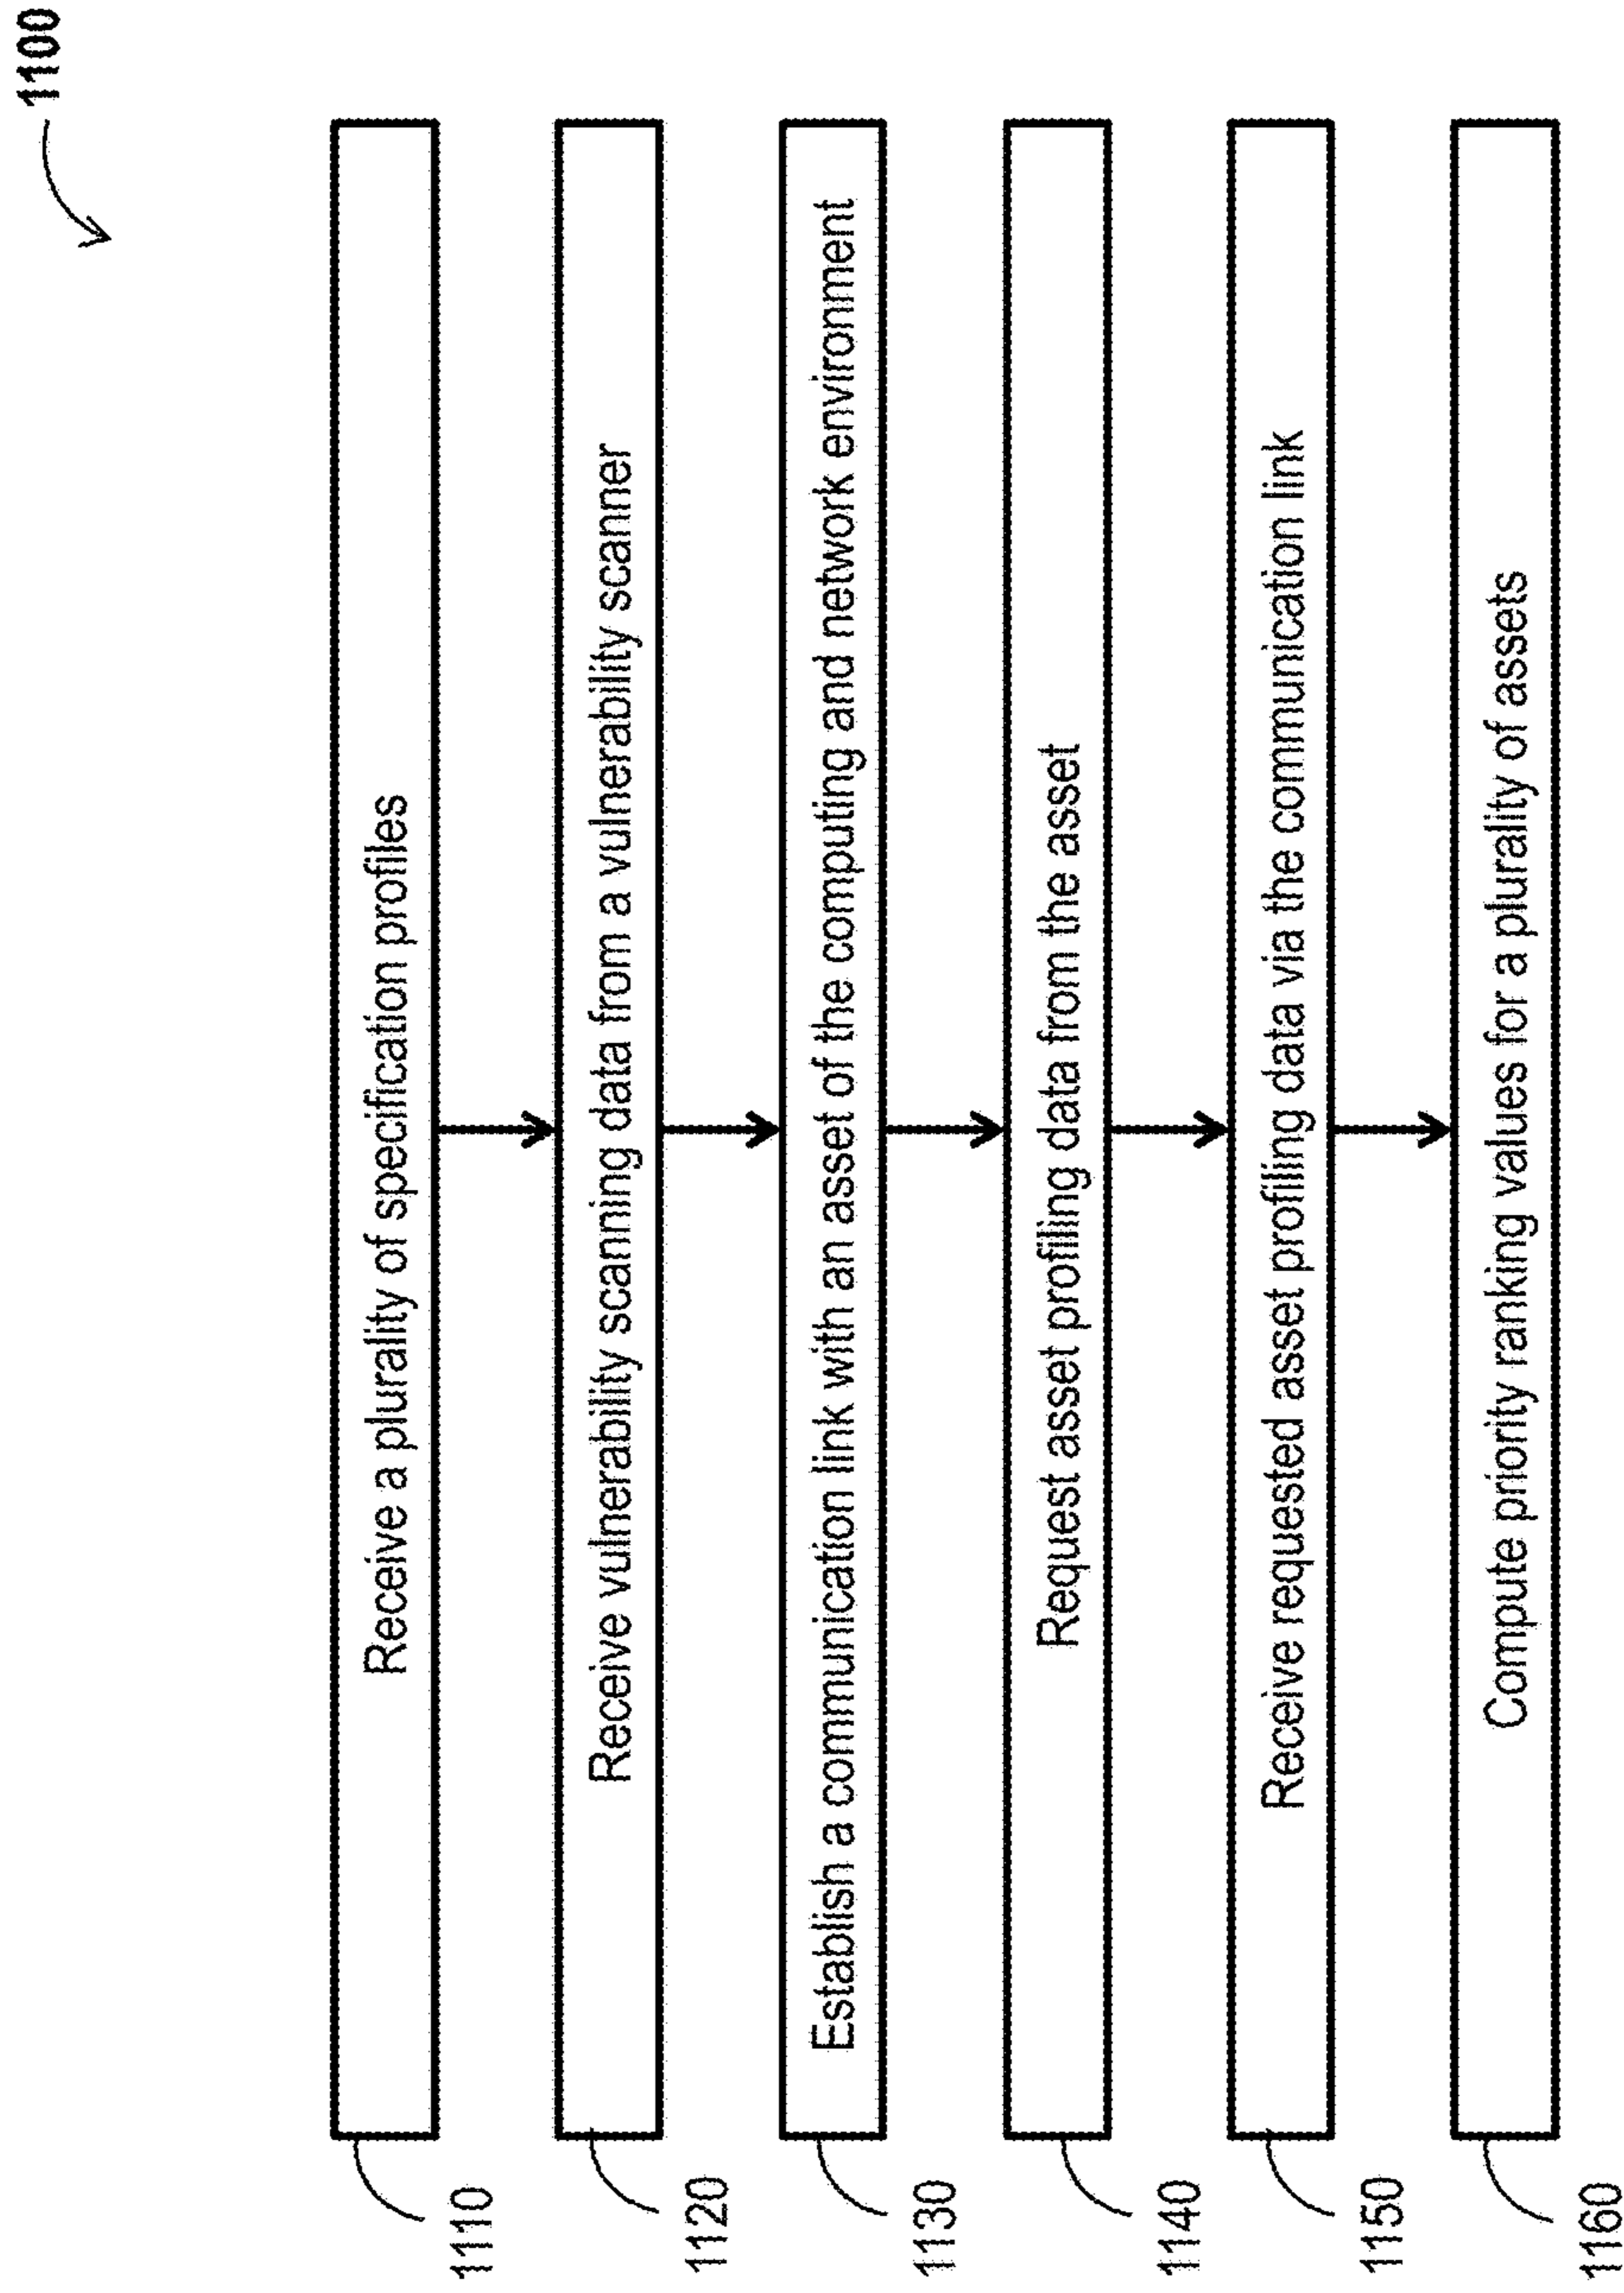 1100
1110
Receive a plurality of specification profiles
1120
Receive vulnerability scanning data from a vulnerability scanner
1130
Establish a communication link with an asset of the computing and network environment
1140
Request asset profiling data from the asset
1150
Receive requested asset profiling data via the communication link
1160
Compute priority ranking values for a plurality of assets